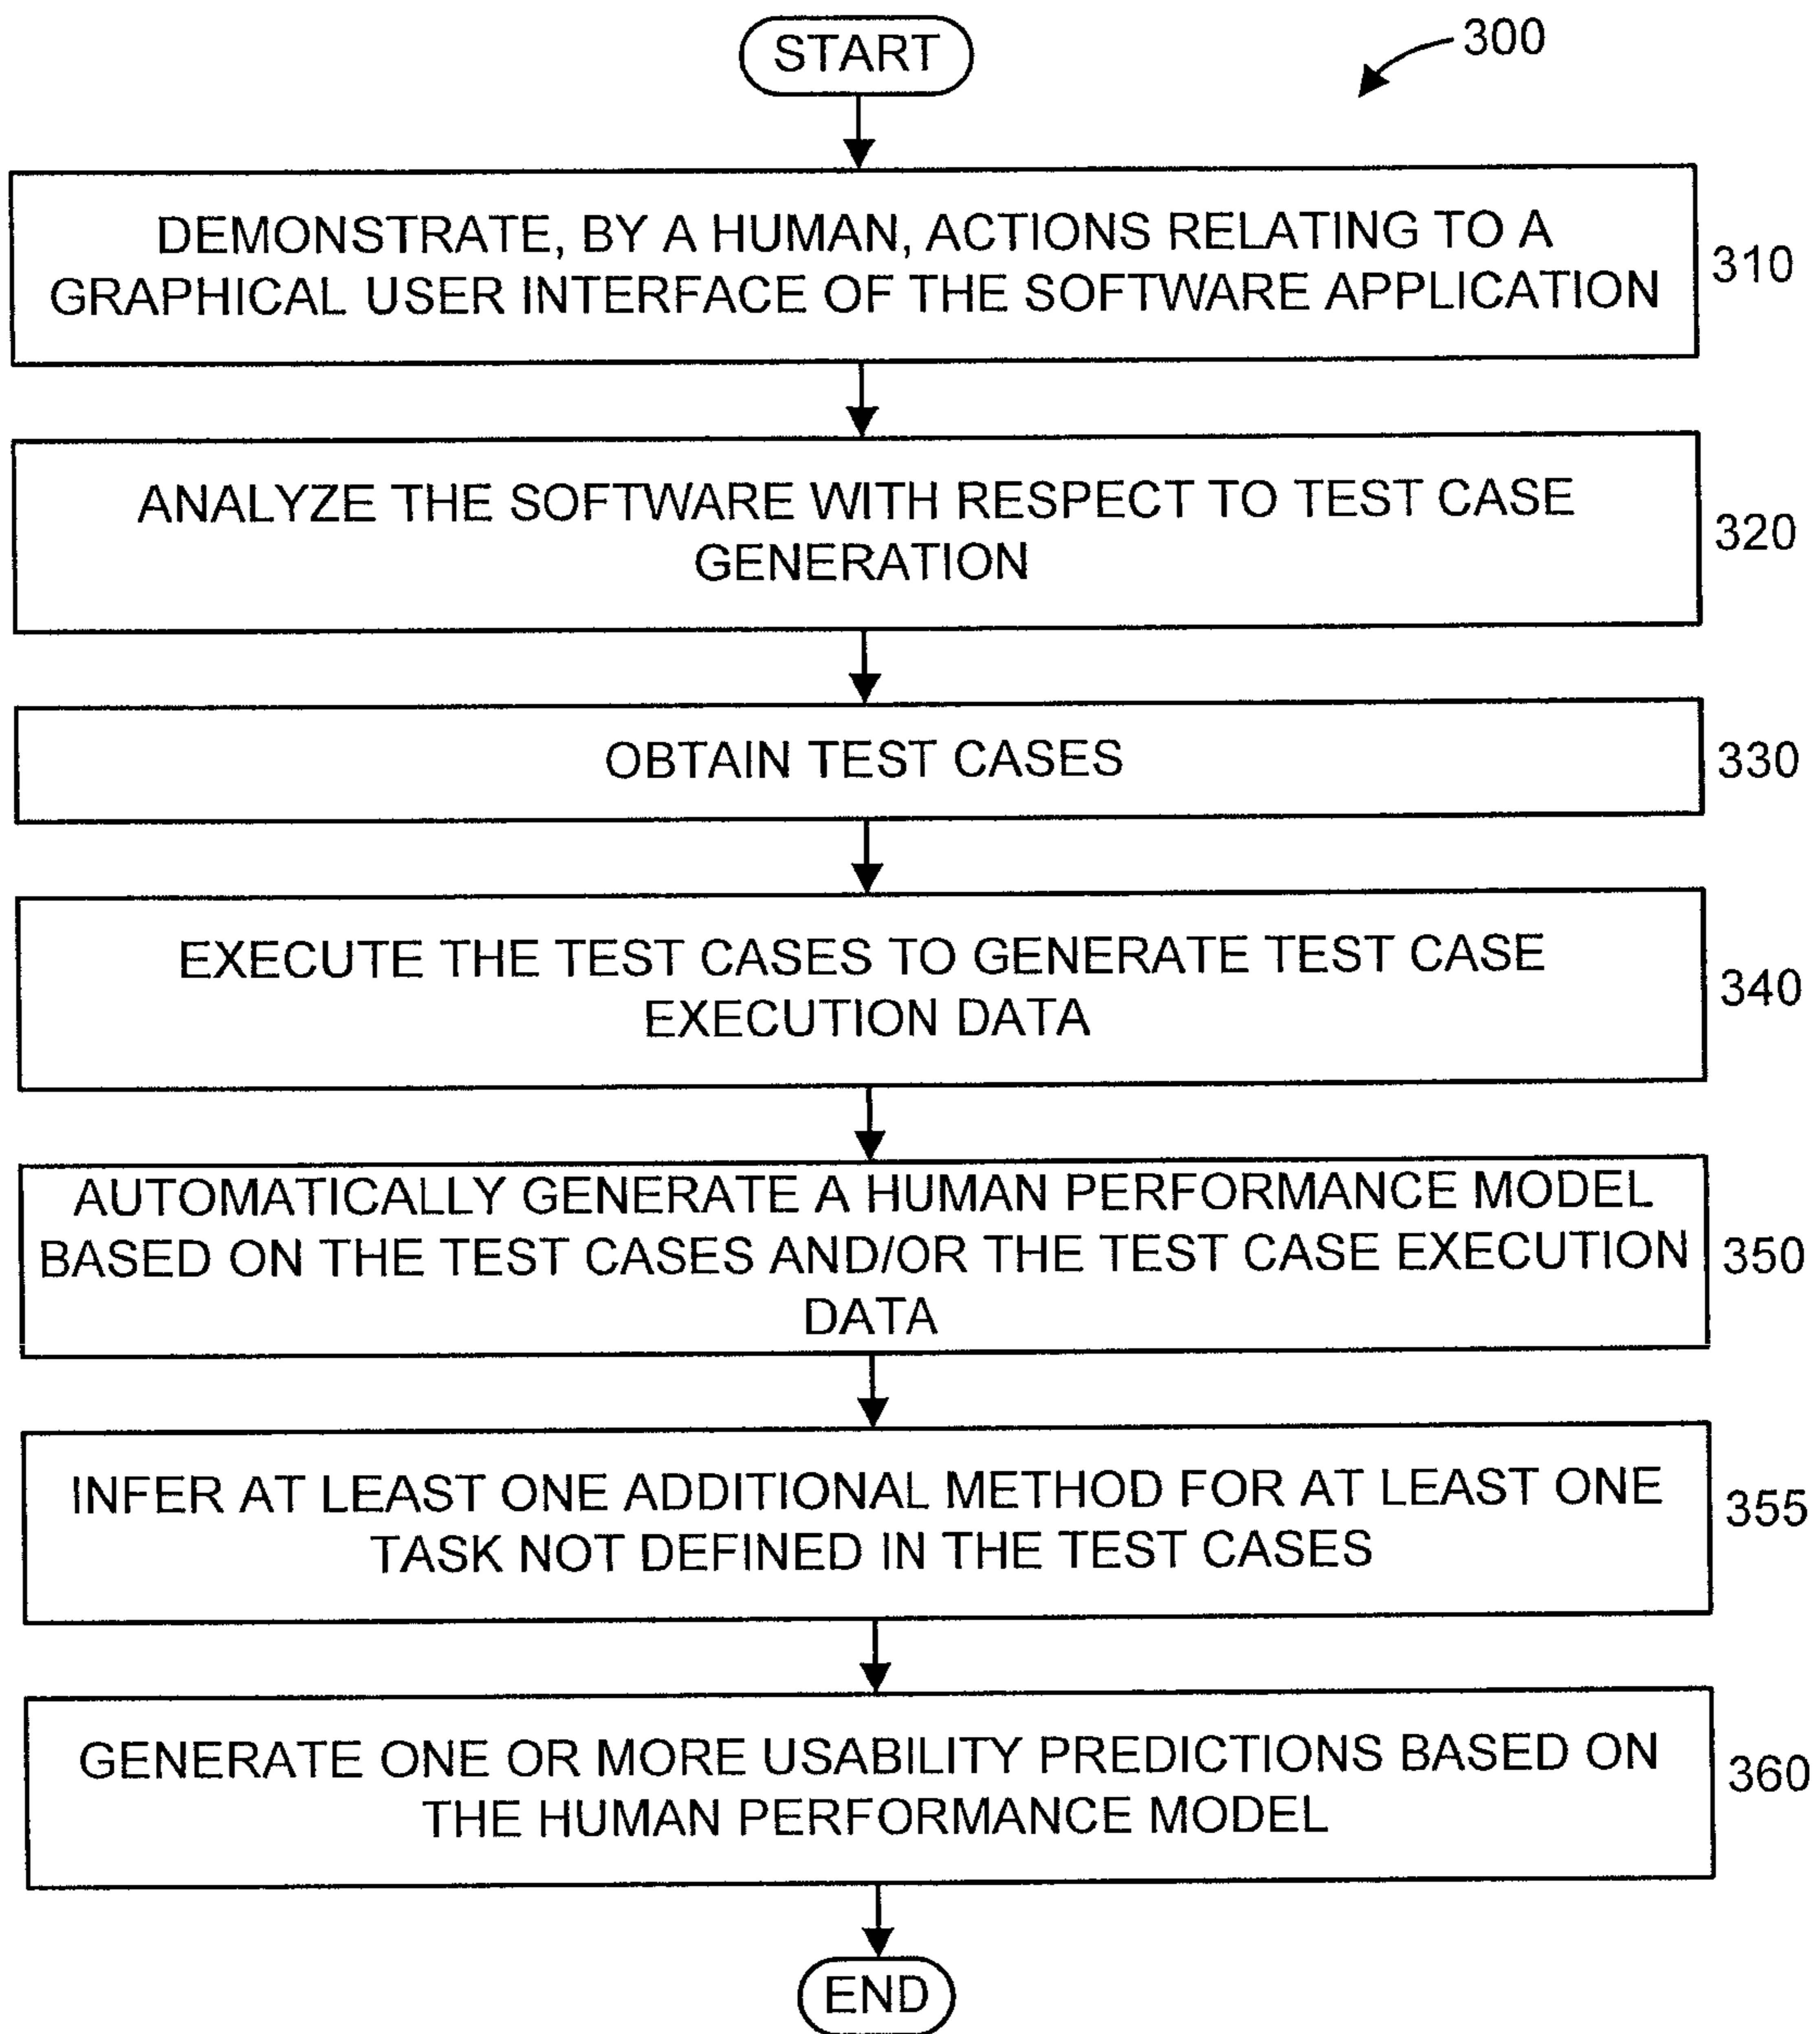 START
300
DEMONSTRATE, BY A HUMAN, ACTIONS RELATING TO A
GRAPHICAL USER INTERFACE OF THE SOFTWARE APPLICATION
310
ANALYZE THE SOFTWARE WITH RESPECT TO TEST CASE
GENERATION
320
OBTAIN TEST CASES
330
EXECUTE THE TEST CASES TO GENERATE TEST CASE
EXECUTION DATA
340
AUTOMATICALLY GENERATE A HUMAN PERFORMANCE MODEL
BASED ON THE TEST CASES AND/OR THE TEST CASE EXECUTION
DATA
350
INFER AT LEAST ONE ADDITIONAL METHOD FOR AT LEAST ONE
TASK NOT DEFINED IN THE TEST CASES
355
GENERATE ONE OR MORE USABILITY PREDICTIONS BASED ON
THE HUMAN PERFORMANCE MODEL
360
END